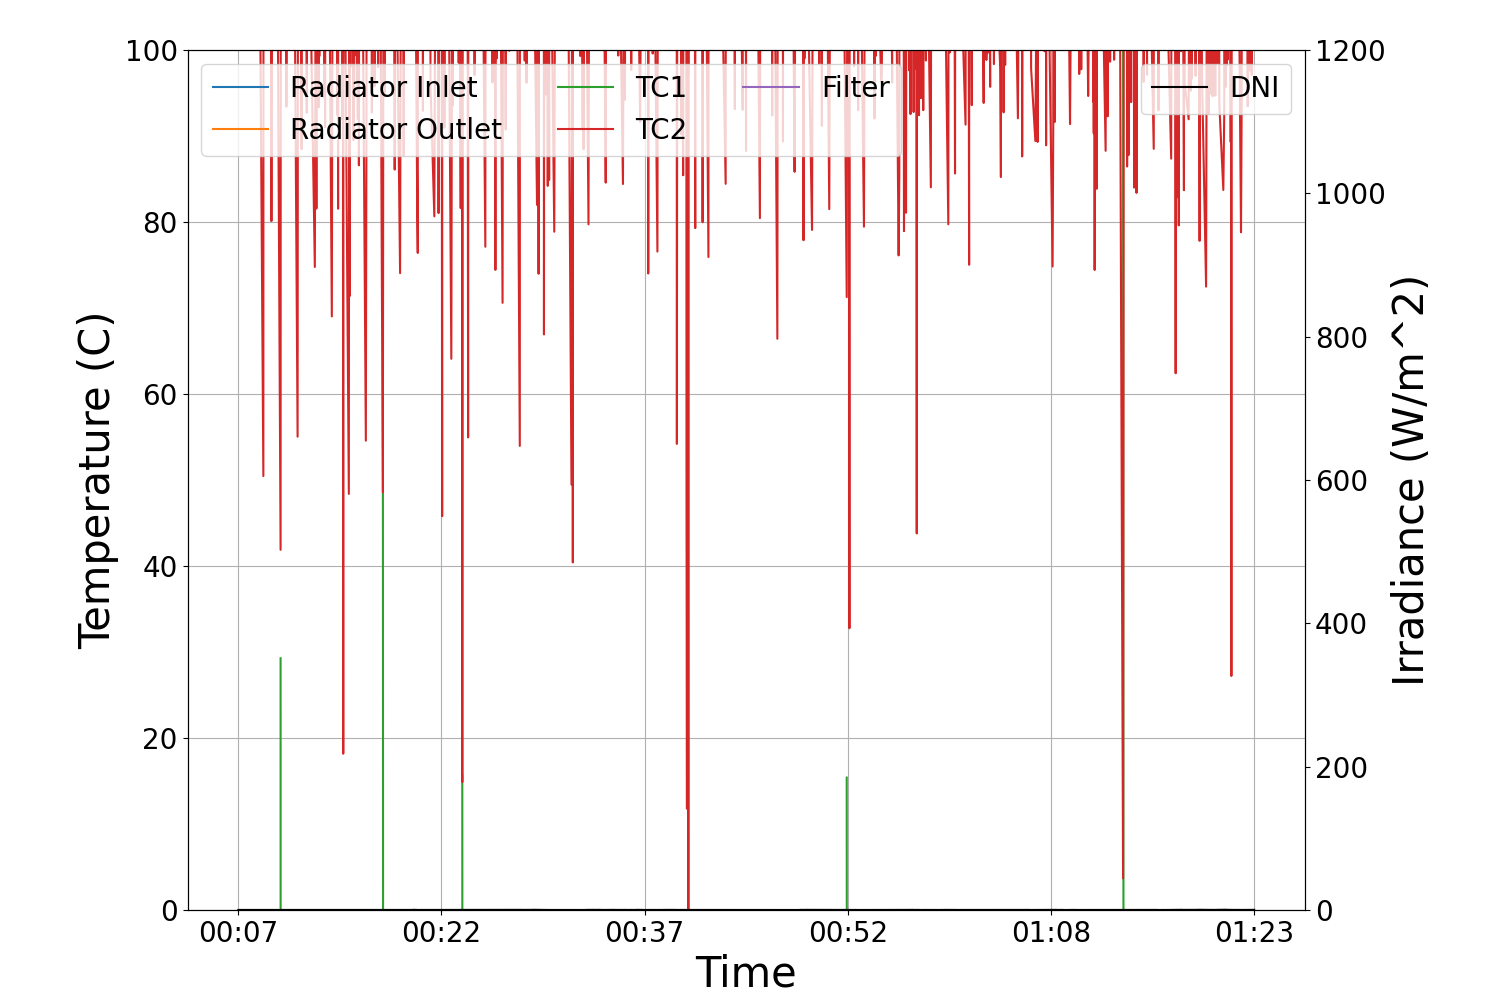 100
80
60
40
20
0
Temperature (C)
Radiator Inlet
Radiator Outlet
TC1
TC2
Filter
DNI
1200
1000
800
600
400
200
0
Irradiance (W/m^2)
00:07
00:22
00:37
00:52
01:08
01:23
Time